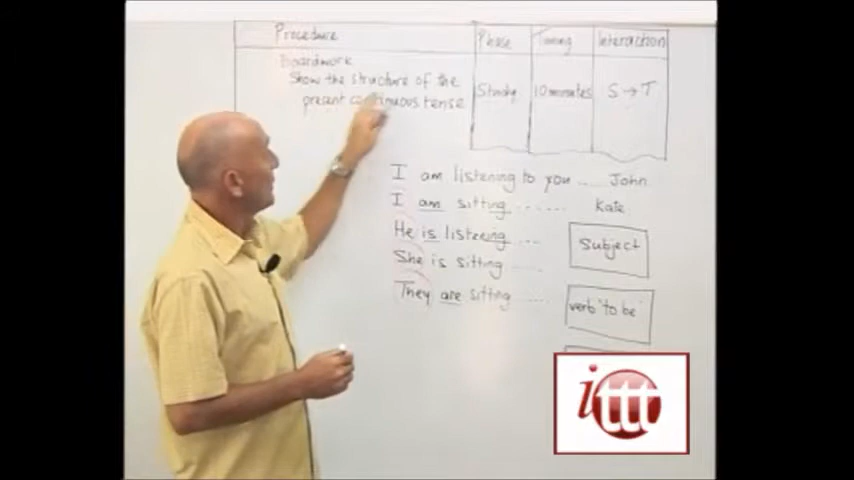 Procedure Phase Timing Interaction
Boardwork
Show the structure of the
present continuous tense Study 10 minutes S → T
I am listening to you ..... John
I am sitting ....... Kate
He is listening ... Subject
She is sitting .....
They are sitting ..... verb 'to be'
ittt